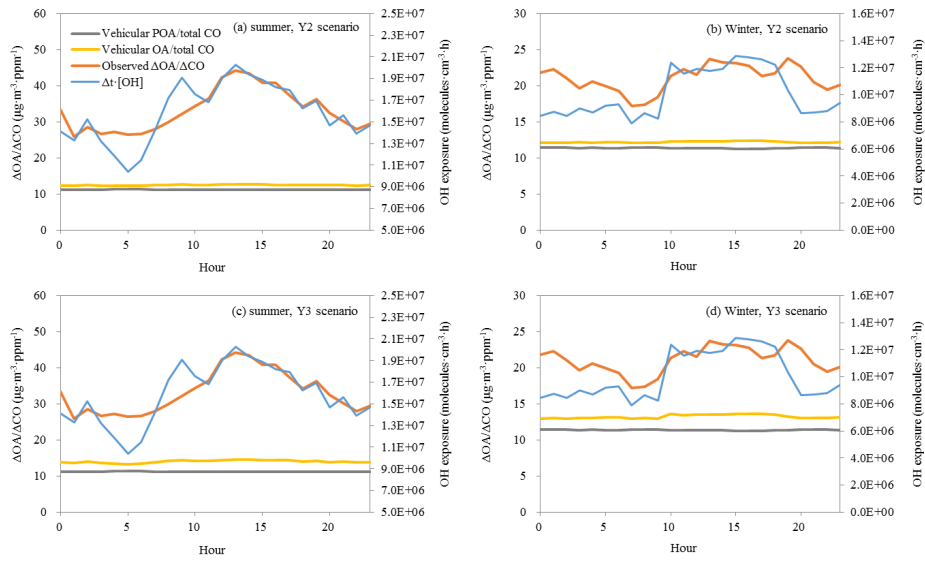 (a) summer, Y2 scenario
Vehicular POA/total CO
Vehicular OA/total CO
Observed ΔOA/ΔCO
Δt·[OH]
60
50
40
30
20
10
0
ΔOA/ΔCO (μg·m⁻³·ppm⁻¹)
2.5E+07
2.3E+07
2.1E+07
1.9E+07
1.7E+07
1.5E+07
1.3E+07
1.1E+07
9.0E+06
7.0E+06
5.0E+06
OH exposure (molecules·cm⁻³·h)
0 5 10 15 20
Hour
(b) Winter, Y2 scenario
30
25
20
15
10
5
0
ΔOA/ΔCO (μg·m⁻³·ppm⁻¹)
1.6E+07
1.4E+07
1.2E+07
1.0E+07
8.0E+06
6.0E+06
4.0E+06
2.0E+06
0.0E+00
OH exposure (molecules·cm⁻³·h)
0 5 10 15 20
Hour
(c) summer, Y3 scenario
60
50
40
30
20
10
0
ΔOA/ΔCO (μg·m⁻³·ppm⁻¹)
2.5E+07
2.3E+07
2.1E+07
1.9E+07
1.7E+07
1.5E+07
1.3E+07
1.1E+07
9.0E+06
7.0E+06
5.0E+06
OH exposure (molecules·cm⁻³·h)
0 5 10 15 20
Hour
(d) Winter, Y3 scenario
30
25
20
15
10
5
0
ΔOA/ΔCO (μg·m⁻³·ppm⁻¹)
1.6E+07
1.4E+07
1.2E+07
1.0E+07
8.0E+06
6.0E+06
4.0E+06
2.0E+06
0.0E+00
OH exposure (molecules·cm⁻³·h)
0 5 10 15 20
Hour